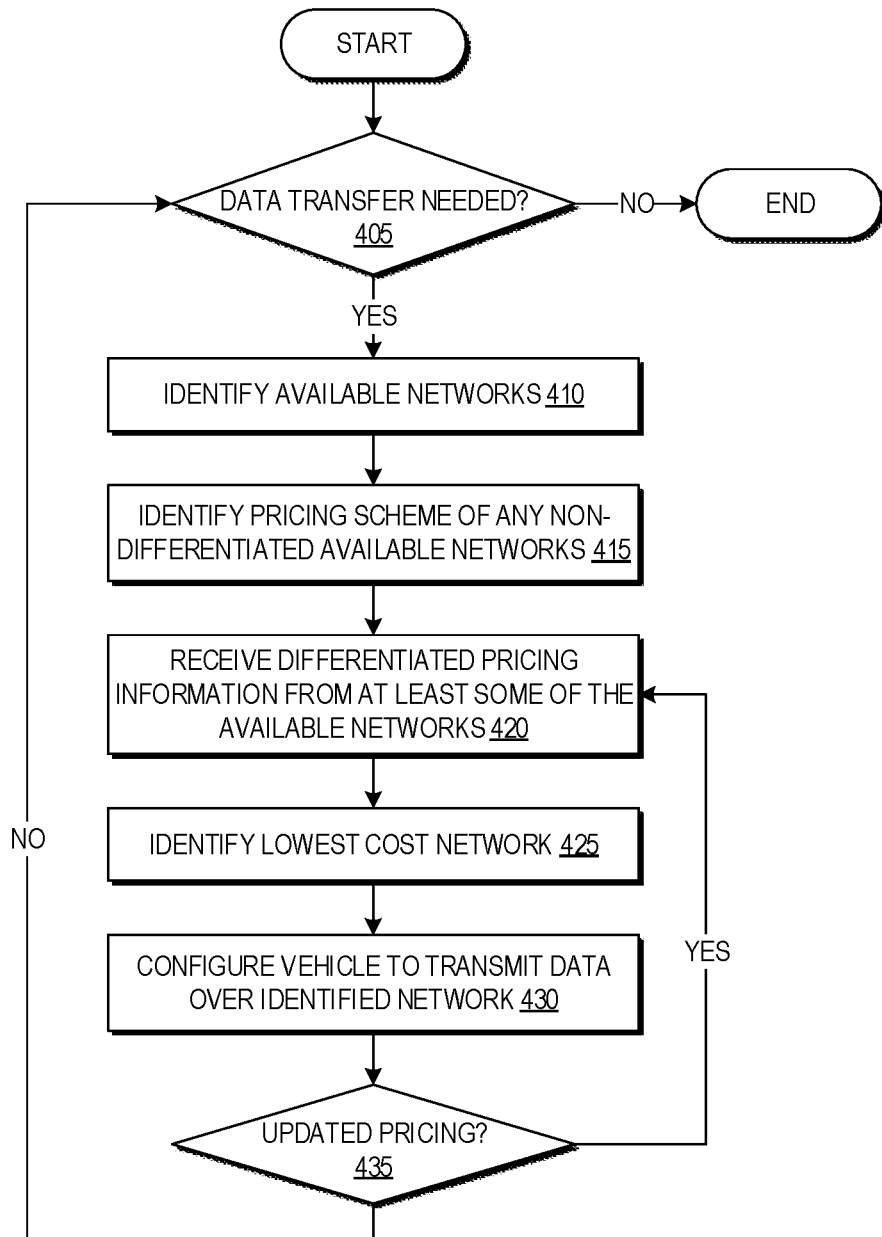 START
DATA TRANSFER NEEDED?
405
NO
END
YES
IDENTIFY AVAILABLE NETWORKS 410
IDENTIFY PRICING SCHEME OF ANY NON-
DIFFERENTIATED AVAILABLE NETWORKS 415
RECEIVE DIFFERENTIATED PRICING
INFORMATION FROM AT LEAST SOME OF THE
AVAILABLE NETWORKS 420
IDENTIFY LOWEST COST NETWORK 425
NO
YES
CONFIGURE VEHICLE TO TRANSMIT DATA
OVER IDENTIFIED NETWORK 430
UPDATED PRICING?
435